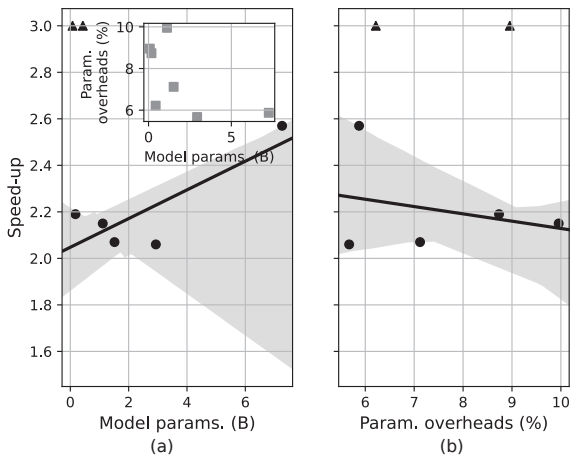 3.0
2.8
2.6
2.4
2.2
2.0
1.8
1.6
Speed-up
0
2
4
6
Model params. (B)
(a)
10
8
6
Param.
overheads (%)
0
5
Model params. (B)
6
7
8
9
10
Param. overheads (%)
(b)